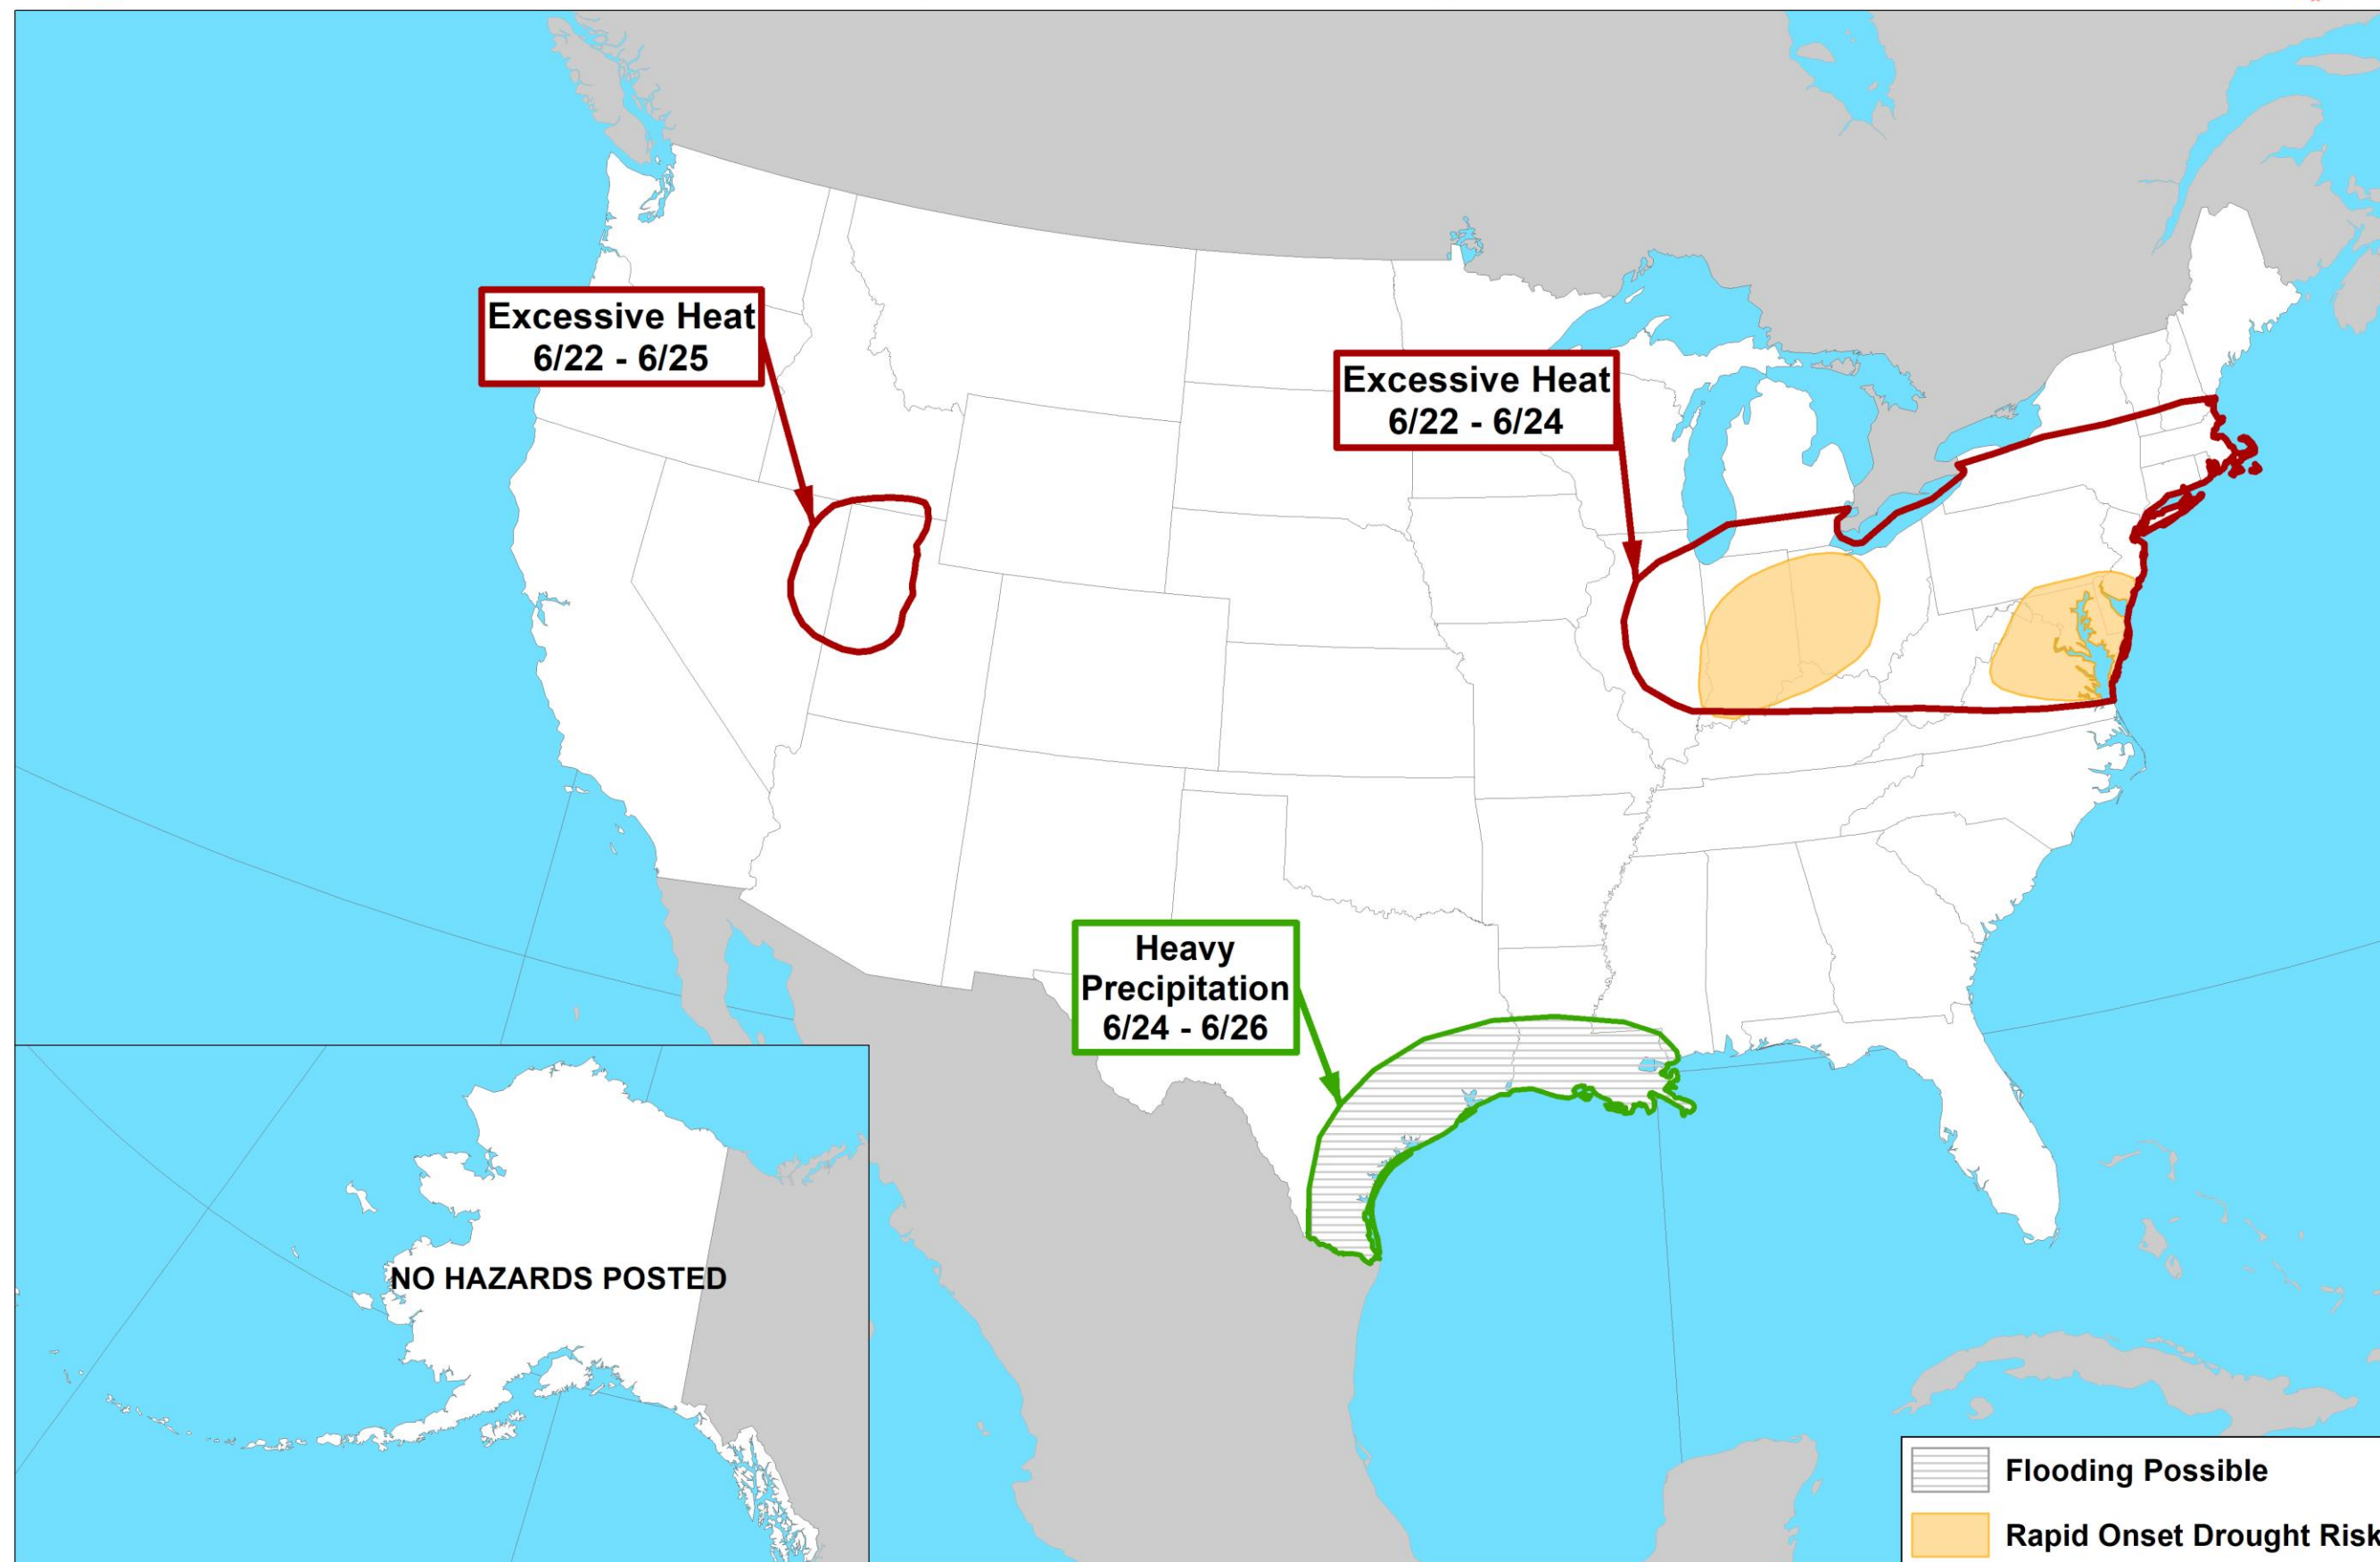 Excessive Heat
6/22 - 6/25
Excessive Heat
6/22 - 6/24
Heavy
Precipitation
6/24 - 6/26
NO HAZARDS POSTED
Flooding Possible
Rapid Onset Drought Risk